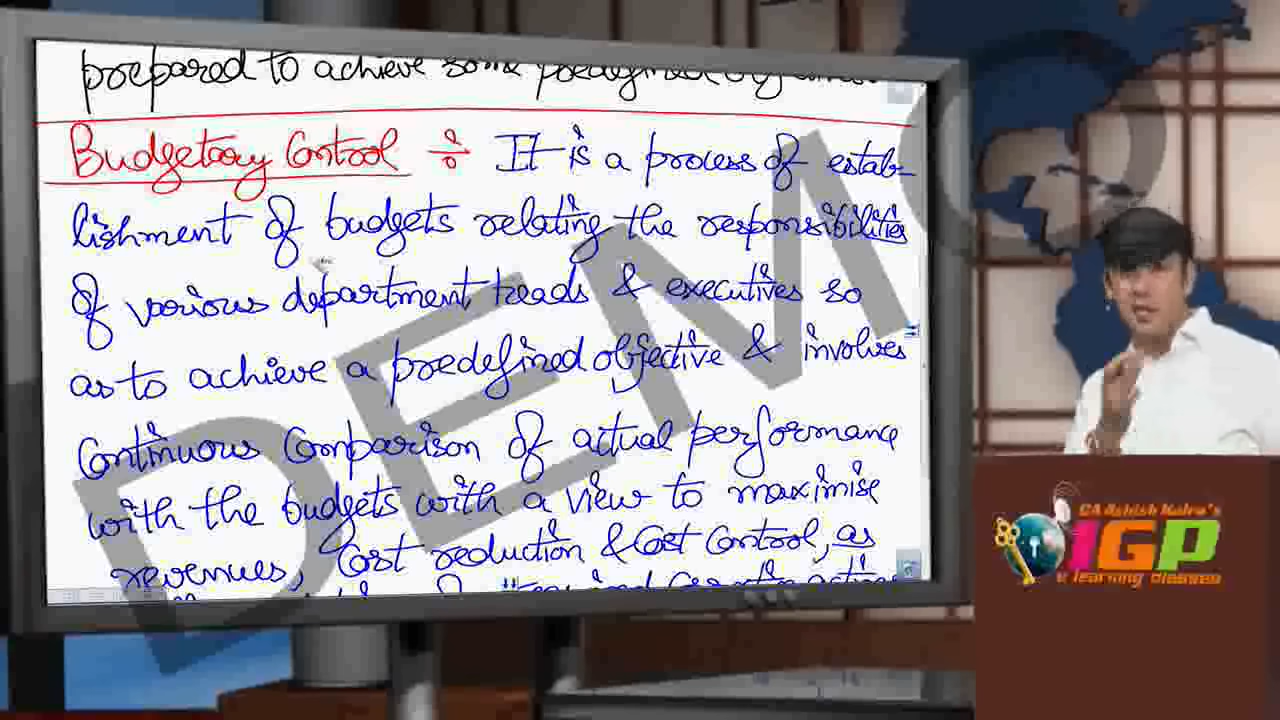 prepared to achieve some predefined
Budgetary Control ÷ It is a process of estab-
lishment of budgets relating the responsibilities
of various department heads & executives so
as to achieve a predefined objective & involves
Continuous Comparison of actual performance
with the budgets with a view to maximise
revenues, Cost reduction & Cost Control, as
DEMO
CA Ashish Kalra's
IGP
e learning classes